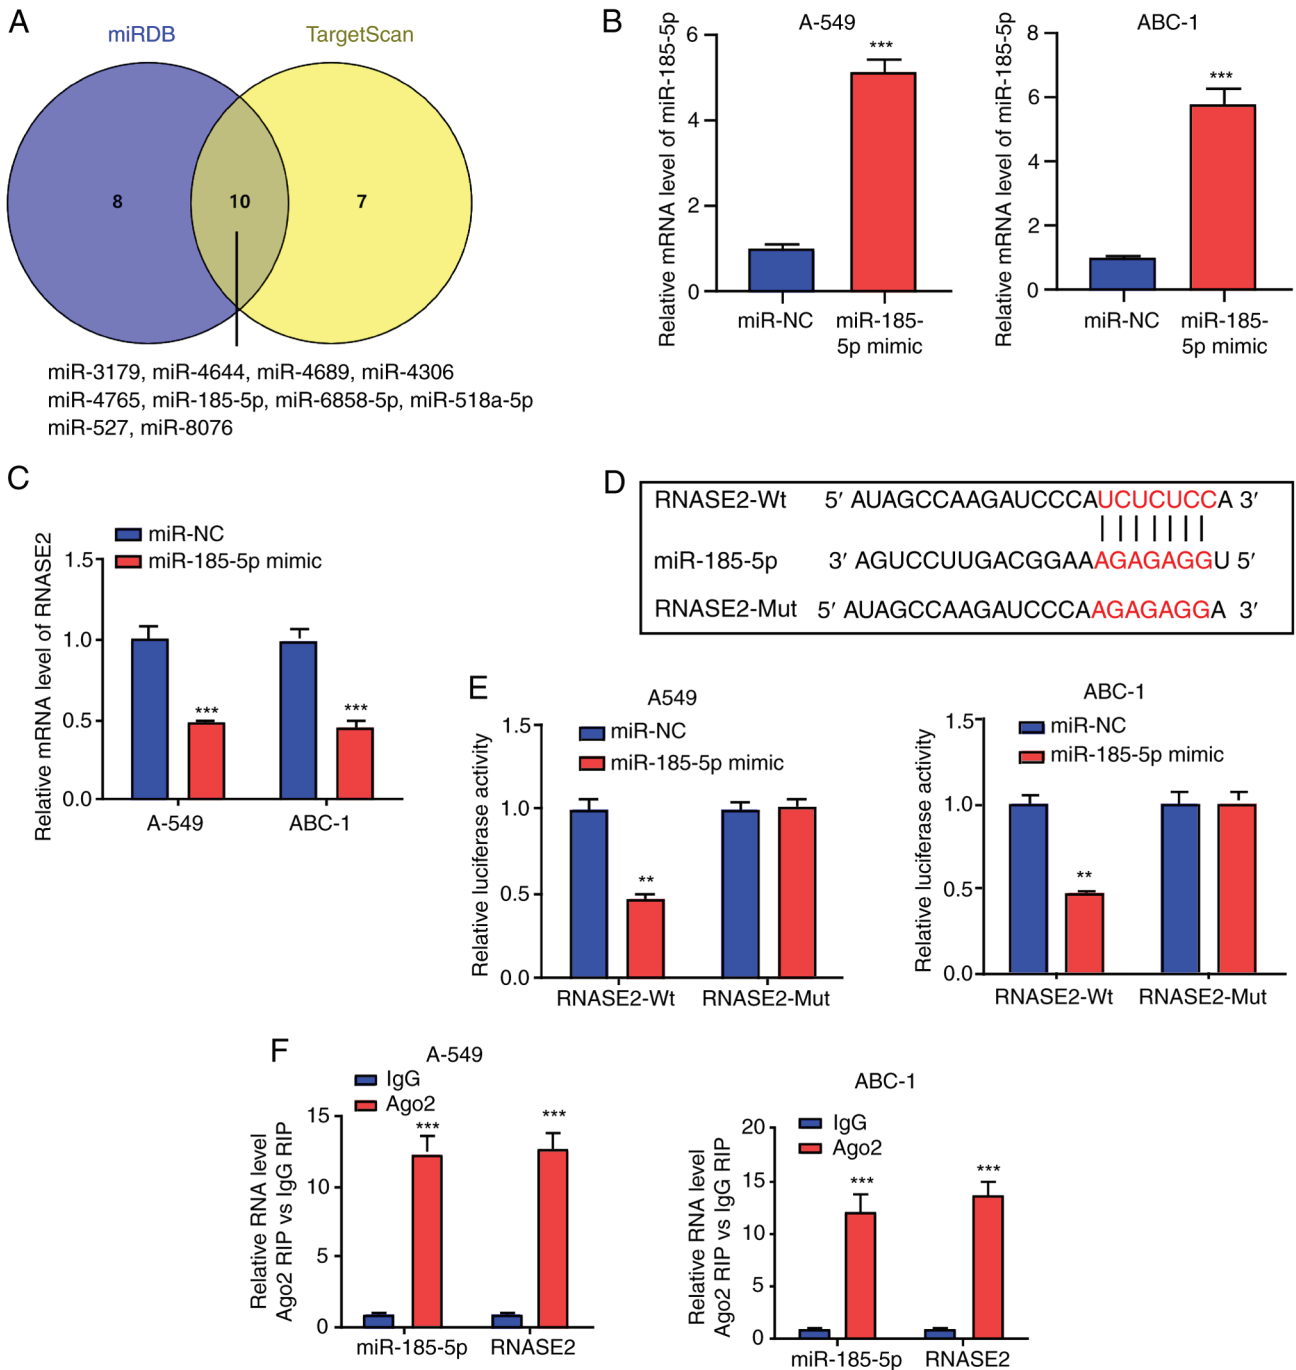 A
miRDB
TargetScan
8
10
7
miR-3179, miR-4644, miR-4689, miR-4306
miR-4765, miR-185-5p, miR-6858-5p, miR-518a-5p
miR-527, miR-8076
B
A-549
Relative mRNA level of miR-185-5p
6
4
2
0
***
miR-NC
miR-185-
5p mimic
ABC-1
Relative mRNA level of miR-185-5p
8
6
4
2
0
***
miR-NC
miR-185-
5p mimic
C
miR-NC
miR-185-5p mimic
Relative mRNA level of RNASE2
1.5
1.0
0.5
0.0
***
***
A-549
ABC-1
D
RNASE2-Wt 5′ AUAGCCAAGAUCCCAUCUCUCCA 3′
miR-185-5p 3′ AGUCCUUGACGGAAAGAGAGGU 5′
RNASE2-Mut 5′ AUAGCCAAGAUCCCAAGAGAGGA 3′
E
A549
miR-NC
miR-185-5p mimic
Relative luciferase activity
1.5
1.0
0.5
0.0
**
RNASE2-Wt
RNASE2-Mut
ABC-1
miR-NC
miR-185-5p mimic
Relative luciferase activity
1.5
1.0
0.5
0.0
**
RNASE2-Wt
RNASE2-Mut
F
A-549
IgG
Ago2
Relative RNA level
Ago2 RIP vs IgG RIP
15
10
5
0
***
***
miR-185-5p
RNASE2
ABC-1
IgG
Ago2
Relative RNA level
Ago2 RIP vs IgG RIP
20
15
10
5
0
***
***
miR-185-5p
RNASE2